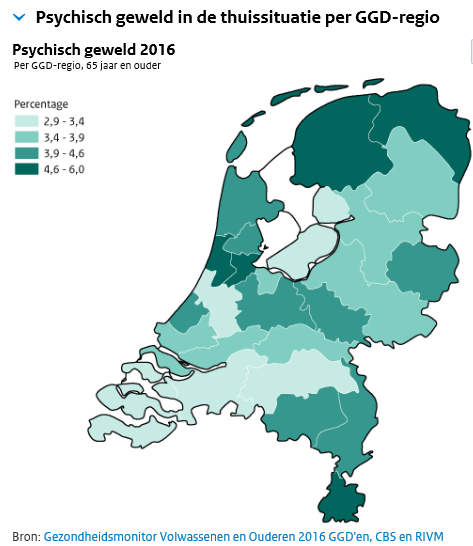 Psychisch geweld in de thuissituatie per GGD-regio
Psychisch geweld 2016
Per GGD-regio, 65 jaar en ouder
Percentage
2,9 - 3,4
3,4 - 3,9
3,9 - 4,6
4,6 - 6,0
Bron: Gezondheidsmonitor Volwassenen en Ouderen 2016 GGD'en, CBS en RIVM